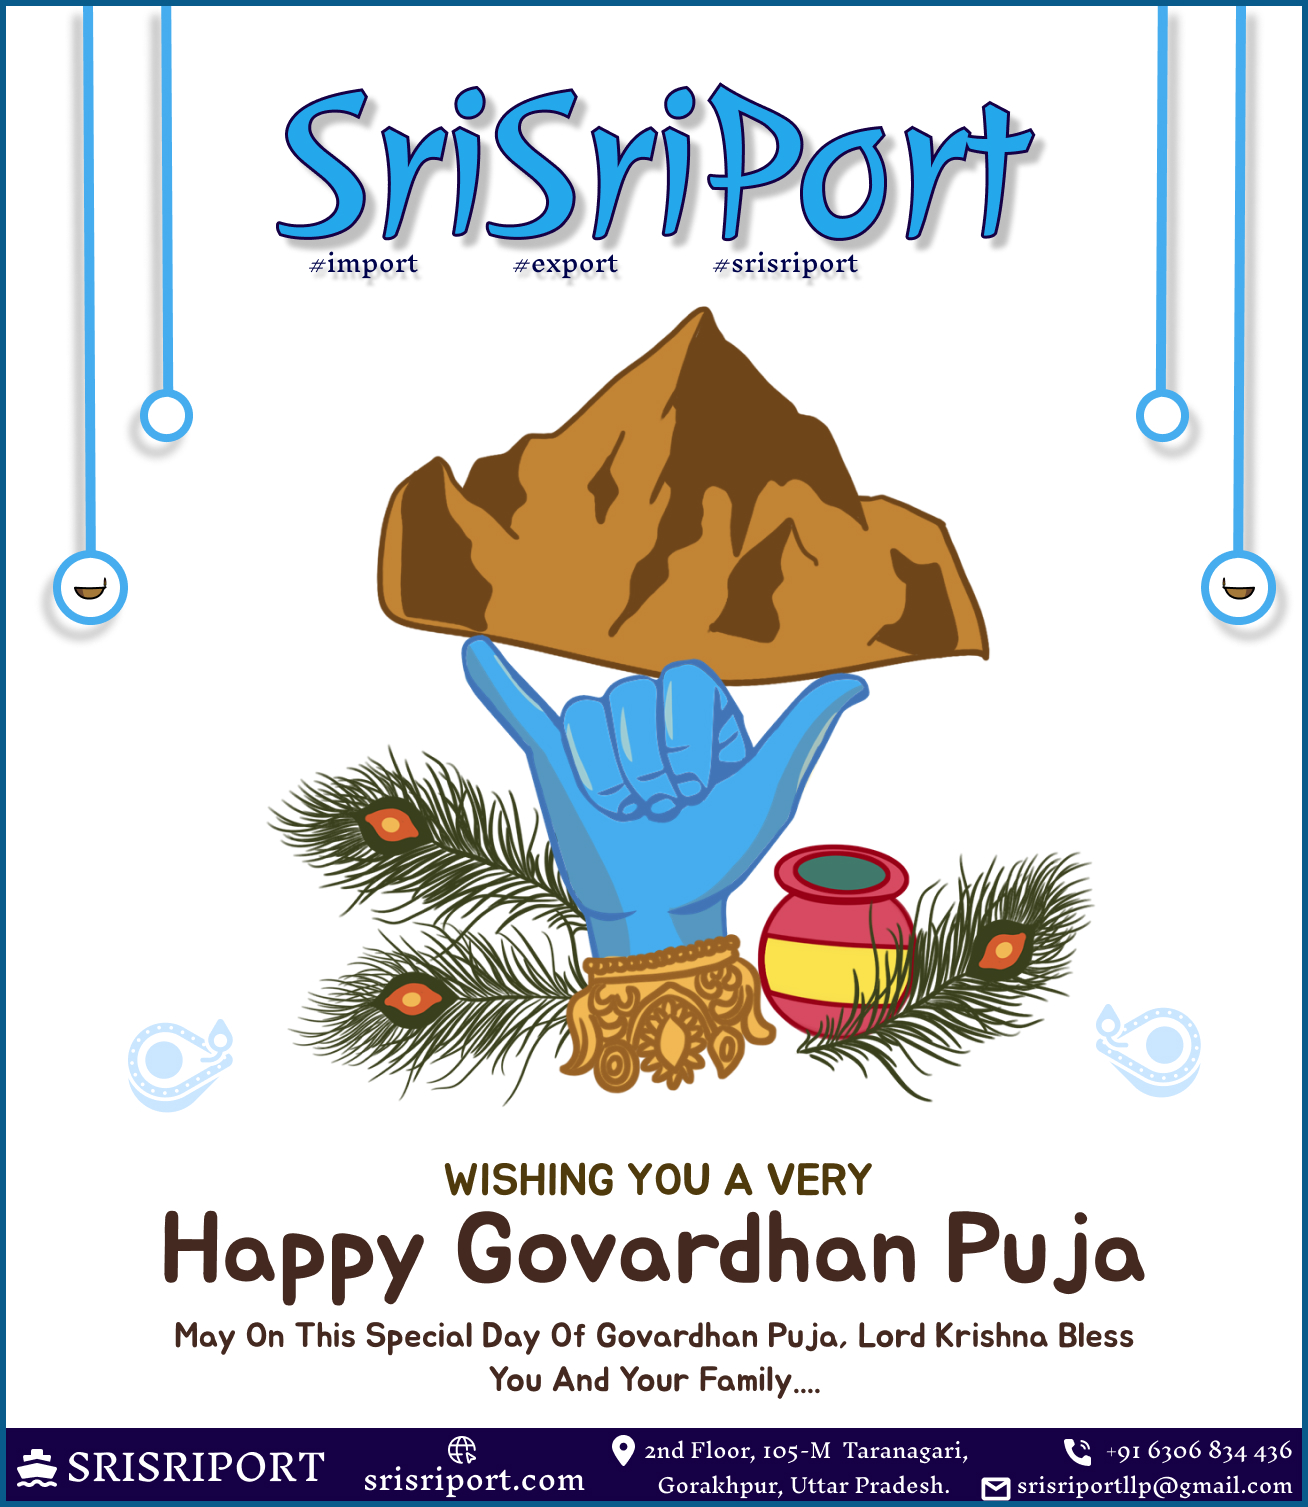 SriSriPort
#import #export #srisriport
WISHING YOU A VERY
Happy Govardhan Puja
May On This Special Day Of Govardhan Puja, Lord Krishna Bless
You And Your Family....
SRISRIPORT
srisriport.com
2nd Floor, 105-M Taranagari,
Gorakhpur, Uttar Pradesh.
+91 6306 834 436
srisriportllp@gmail.com